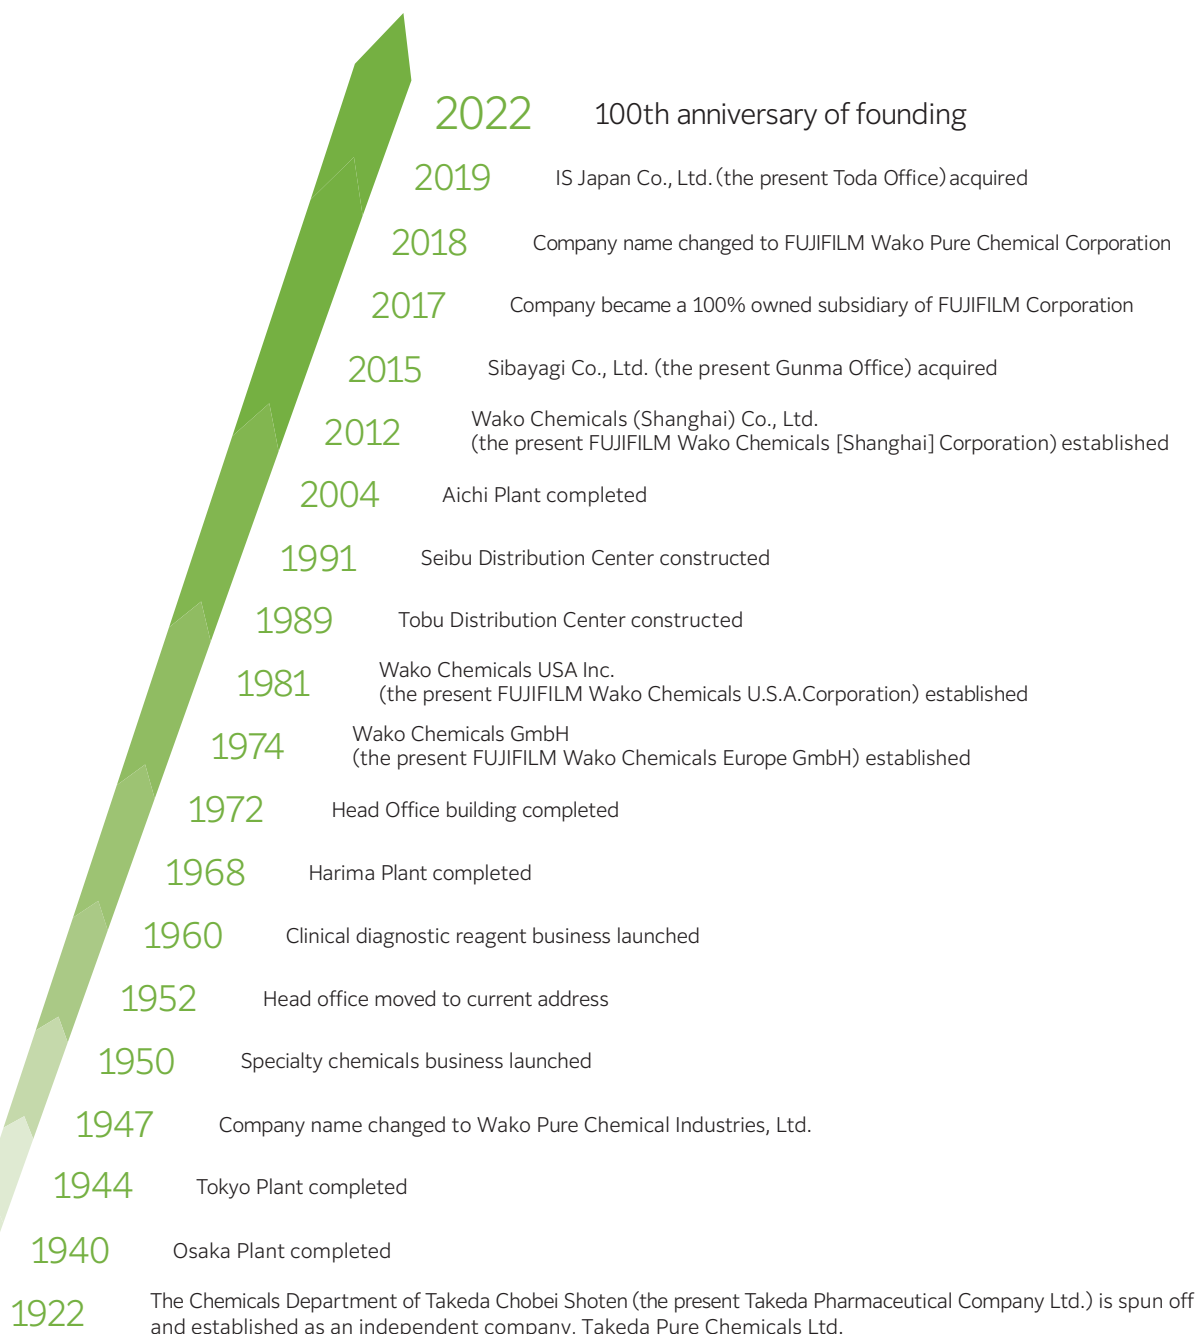 2022 100th anniversary of founding
2019 IS Japan Co., Ltd. (the present Toda Office) acquired
2018 Company name changed to FUJIFILM Wako Pure Chemical Corporation
2017 Company became a 100% owned subsidiary of FUJIFILM Corporation
2015 Sibayagi Co., Ltd. (the present Gunma Office) acquired
2012 Wako Chemicals (Shanghai) Co., Ltd.
(the present FUJIFILM Wako Chemicals [Shanghai] Corporation) established
2004 Aichi Plant completed
1991 Seibu Distribution Center constructed
1989 Tobu Distribution Center constructed
1981 Wako Chemicals USA Inc.
(the present FUJIFILM Wako Chemicals U.S.A.Corporation) established
1974 Wako Chemicals GmbH
(the present FUJIFILM Wako Chemicals Europe GmbH) established
1972 Head Office building completed
1968 Harima Plant completed
1960 Clinical diagnostic reagent business launched
1952 Head office moved to current address
1950 Specialty chemicals business launched
1947 Company name changed to Wako Pure Chemical Industries, Ltd.
1944 Tokyo Plant completed
1940 Osaka Plant completed
1922 The Chemicals Department of Takeda Chobei Shoten (the present Takeda Pharmaceutical Company Ltd.) is spun off
and established as an independent company, Takeda Pure Chemicals Ltd.